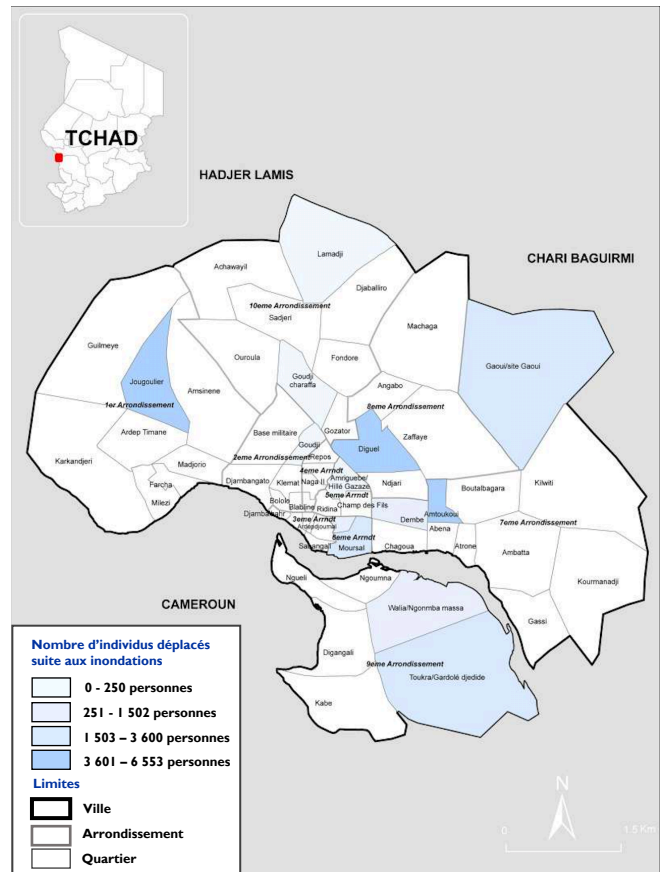 TCHAD
HADJER LAMIS
CHARI BAGUIRMI
CAMEROUN
Lamadji
Achawayil
Djaballiro
10eme Arrondissement
Sadjeri
Machaga
Guilmeye
Ouroula
Fondore
Gaoui/site Gaoui
Jougoulier
Amsinene
Goudji
charaffa
Angabo
1er Arrondissement
8eme Arrondissement
Ardep Timane
Base militaire
Gozator
Zaffaye
Goudji
Diguel
Karkandjeri
Madjorio
2eme Arrondissement
Repos
4eme Arrndt
Djambangato
Klemat
Naga II
Amriguebe/
Hille Gazaze
Ndjari
Boutalbagara
Kilwiti
Farcha
Milezi
Bololo
5eme Arrndt
Champ des Fils
Blabline
Ridina
Amtoukoui
Dembe
3eme Arrndt
Ardepdjoumal
Abena
7eme Arrondissement
6eme Arrndt
Moursal
Chagoua
Atrone
Ambatta
Kourmanadji
Ngueli
Ngoumna
Walia/Ngonmba massa
Gassi
Digangali
9eme Arrondissement
Toukra/Gardolé djedide
Kabe
Nombre d’individus déplacés
suite aux inondations
0 - 250 personnes
251 - 1 502 personnes
1 503 – 3 600 personnes
3 601 – 6 553 personnes
Limites
Ville
Arrondissement
Quartier
N
0
1.5 Km